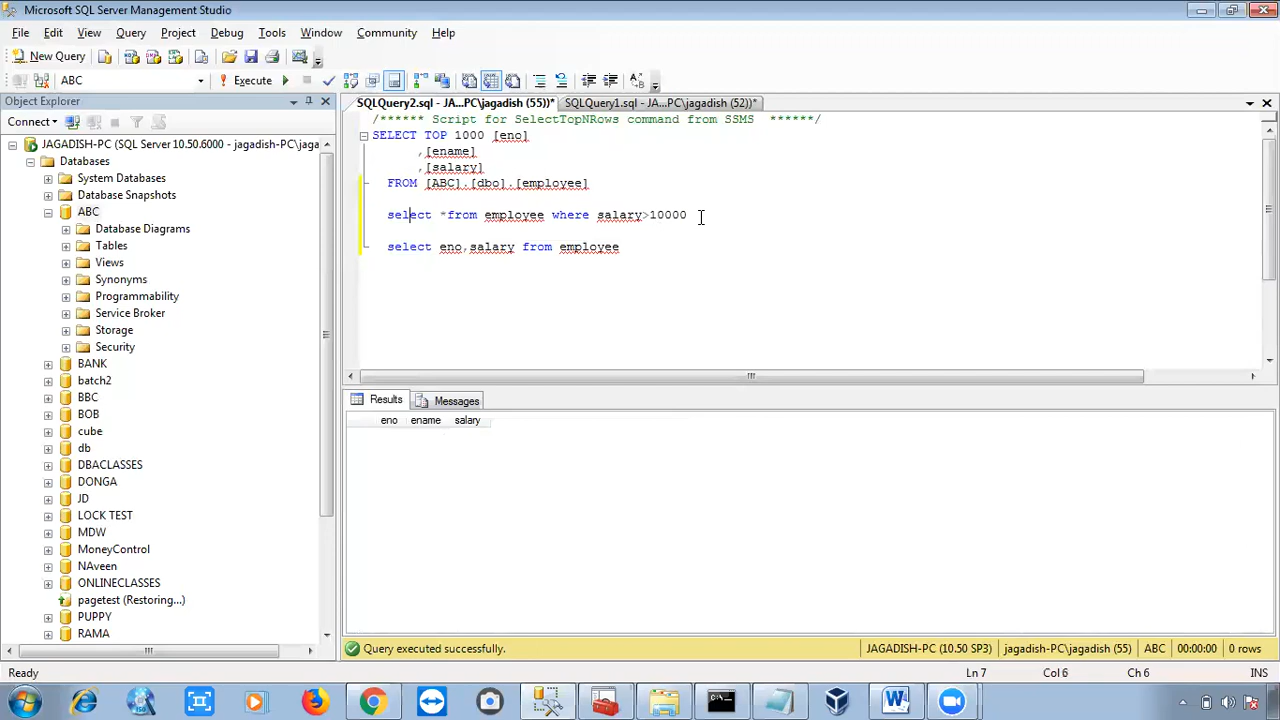 Microsoft SQL Server Management Studio
File Edit View Query Project Debug Tools Window Community Help
New Query
ABC Execute
Object Explorer
Connect
JAGADISH-PC (SQL Server 10.50.6000 - jagadish-PC\jagadis
Databases
System Databases
Database Snapshots
ABC
Database Diagrams
Tables
Views
Synonyms
Programmability
Service Broker
Storage
Security
BANK
batch2
BBC
BOB
cube
db
DBACLASSES
DONGA
JD
LOCK TEST
MDW
MoneyControl
NAveen
ONLINECLASSES
pagetest (Restoring...)
PUPPY
RAMA
SQLQuery2.sql - JA...PC\jagadish (55))* SQLQuery1.sql - JA...PC\jagadish (52))*
/****** Script for SelectTopNRows command from SSMS ******/
SELECT TOP 1000 [eno]
,[ename]
,[salary]
FROM [ABC].[dbo].[employee]
select *from employee where salary>10000
select eno,salary from employee
Results Messages
eno ename salary
Query executed successfully. JAGADISH-PC (10.50 SP3) jagadish-PC\jagadish (55) ABC 00:00:00 0 rows
Ready Ln 7 Col 6 Ch 6 INS